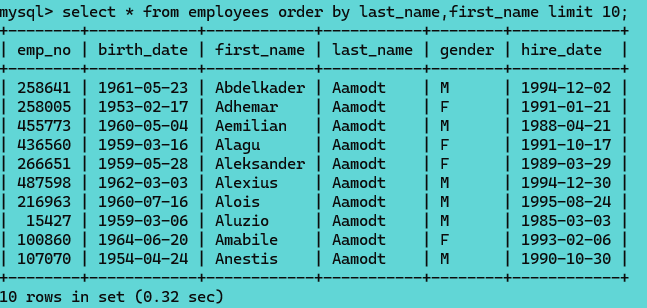 mysql> select * from employees order by last_name,first_name limit 10;
+--------+------------+------------+-----------+--------+------------+
| emp_no | birth_date | first_name | last_name | gender | hire_date  |
+--------+------------+------------+-----------+--------+------------+
| 258641 | 1961-05-23 | Abdelkader | Aamodt    | M      | 1994-12-02 |
| 258005 | 1953-02-17 | Adhemar    | Aamodt    | F      | 1991-01-21 |
| 455773 | 1960-05-04 | Aemilian   | Aamodt    | M      | 1988-04-21 |
| 436560 | 1959-03-16 | Alagu      | Aamodt    | F      | 1991-10-17 |
| 266651 | 1959-05-28 | Aleksander | Aamodt    | F      | 1989-03-29 |
| 487598 | 1962-03-03 | Alexius    | Aamodt    | M      | 1994-12-30 |
| 216963 | 1960-07-16 | Alois      | Aamodt    | M      | 1995-08-24 |
|  15427 | 1959-03-06 | Aluzio     | Aamodt    | M      | 1985-03-03 |
| 100860 | 1964-06-20 | Amabile    | Aamodt    | F      | 1993-02-06 |
| 107070 | 1954-04-24 | Anestis    | Aamodt    | M      | 1990-10-30 |
+--------+------------+------------+-----------+--------+------------+
10 rows in set (0.32 sec)